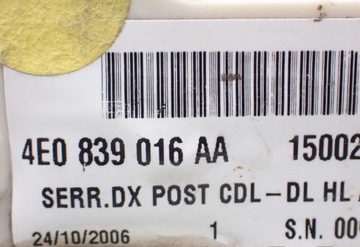 4E0 839 016 AA 15002
SERR.DX POST CDL-DL HL
24/10/2006 1 S.N. 00